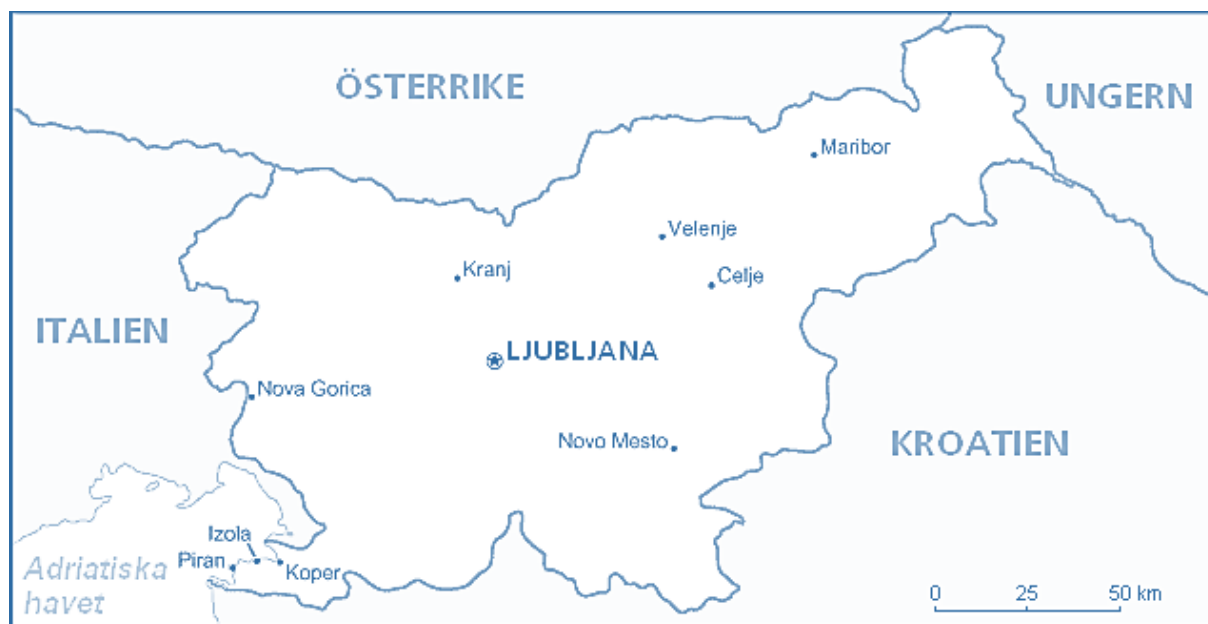 ÖSTERRIKE
UNGERN
Maribor
Velenje
Kranj
Celje
ITALIEN
LJUBLJANA
Nova Gorica
Novo Mesto
KROATIEN
Izola
Piran
Koper
Adriatiska
havet
0 25 50 km